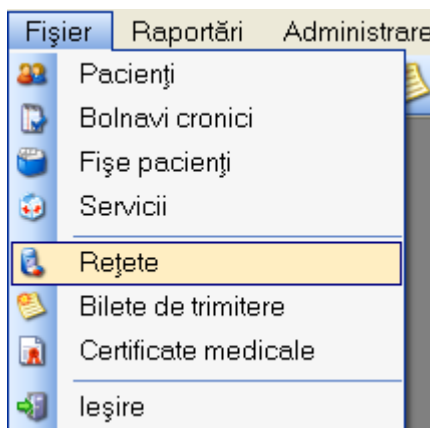 Fişier Raportări Administrare
Pacienţi
Bolnavi cronici
Fişe pacienţi
Servicii
Reţete
Bilete de trimitere
Certificate medicale
Ieşire